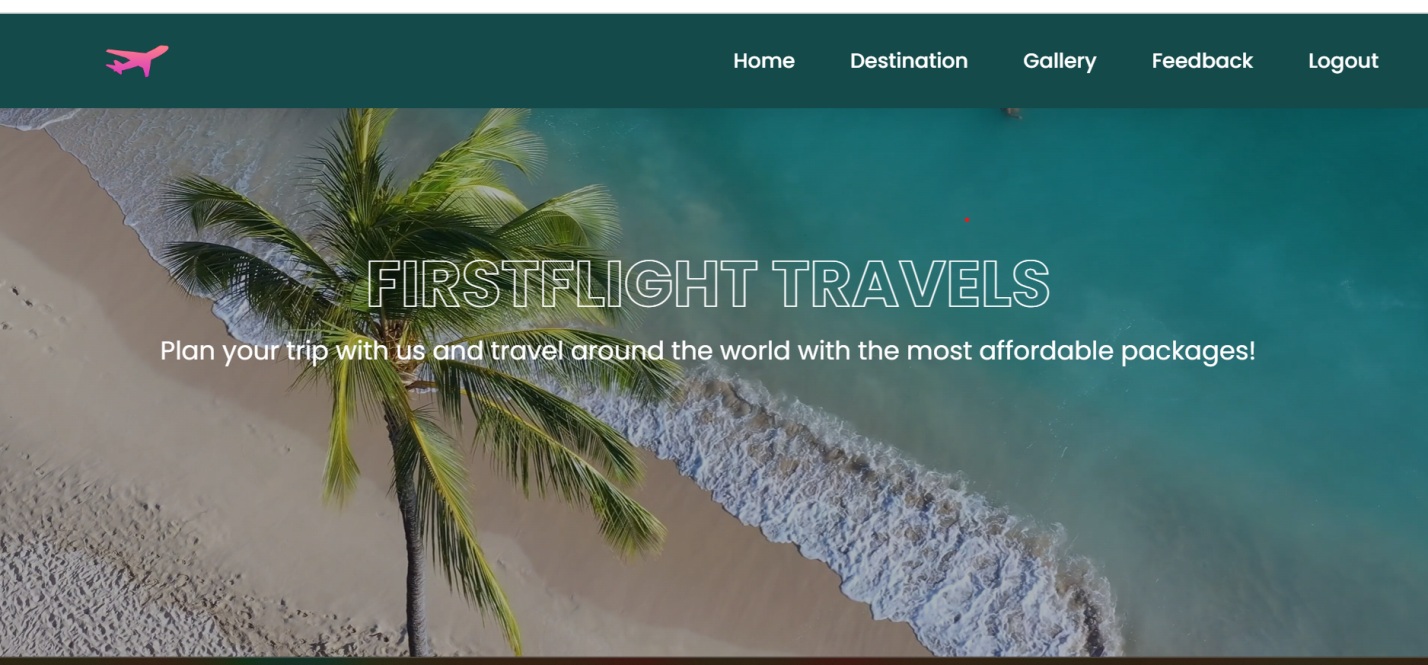 Home Destination Gallery Feedback Logout
FIRSTFLIGHT TRAVELS
Plan your trip with us and travel around the world with the most affordable packages!